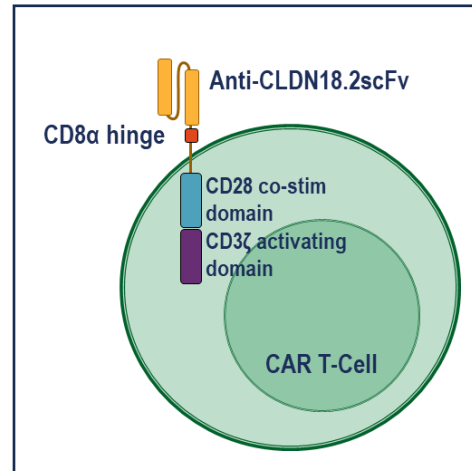 Anti-CLDN18.2scFv
CD8α hinge
CD28 co-stim
domain
CD3ζ activating
domain
CAR T-Cell